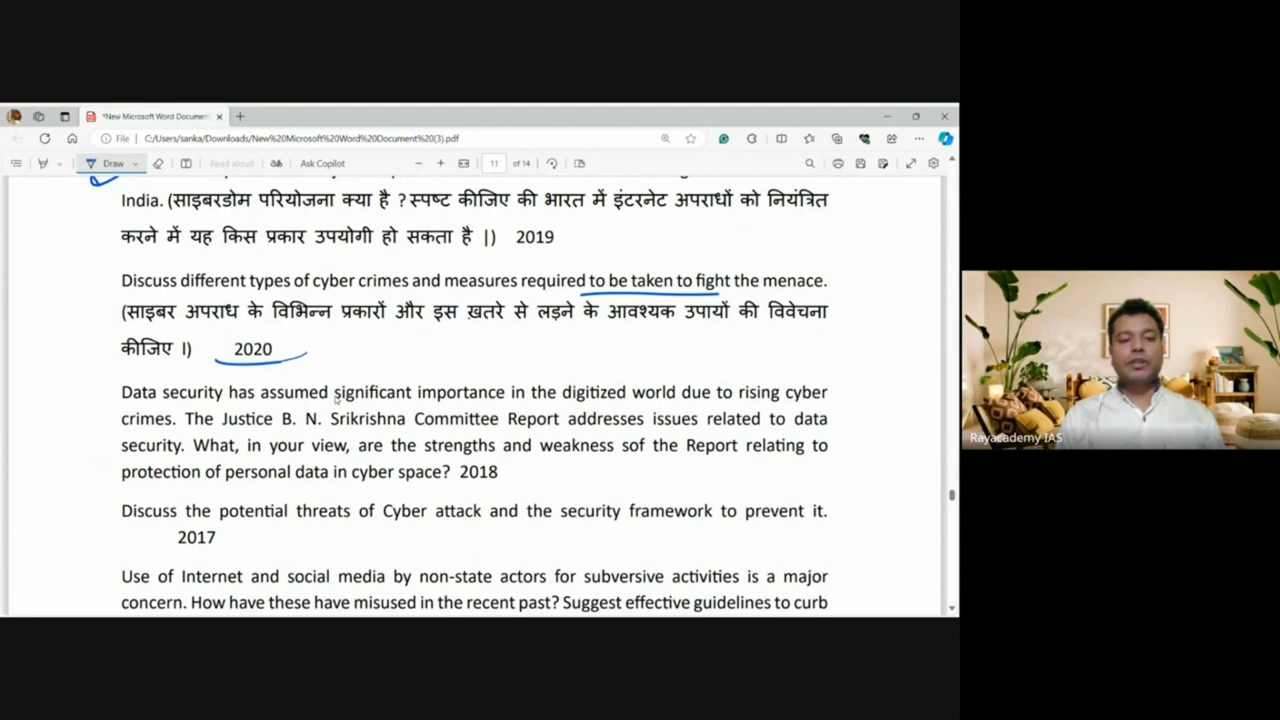 *New Microsoft Word Documen
File
C:/Users/sanka/Downloads/New%20Microsoft%20Word%20Document%20(3).pdf
Draw
Read aloud
Ask Copilot
11
of 14
India. (साइबरडोम परियोजना क्या है ? स्पष्ट कीजिए की भारत में इंटरनेट अपराधों को नियंत्रित
करने में यह किस प्रकार उपयोगी हो सकता है |) 2019
Discuss different types of cyber crimes and measures required to be taken to fight the menace.
(साइबर अपराध के विभिन्न प्रकारों और इस ख़तरे से लड़ने के आवश्यक उपायों की विवेचना
कीजिए ।) 2020
Data security has assumed significant importance in the digitized world due to rising cyber
crimes. The Justice B. N. Srikrishna Committee Report addresses issues related to data
security. What, in your view, are the strengths and weakness sof the Report relating to
protection of personal data in cyber space? 2018
Discuss the potential threats of Cyber attack and the security framework to prevent it.
2017
Use of Internet and social media by non-state actors for subversive activities is a major
concern. How have these have misused in the recent past? Suggest effective guidelines to curb
Rayacademy IAS